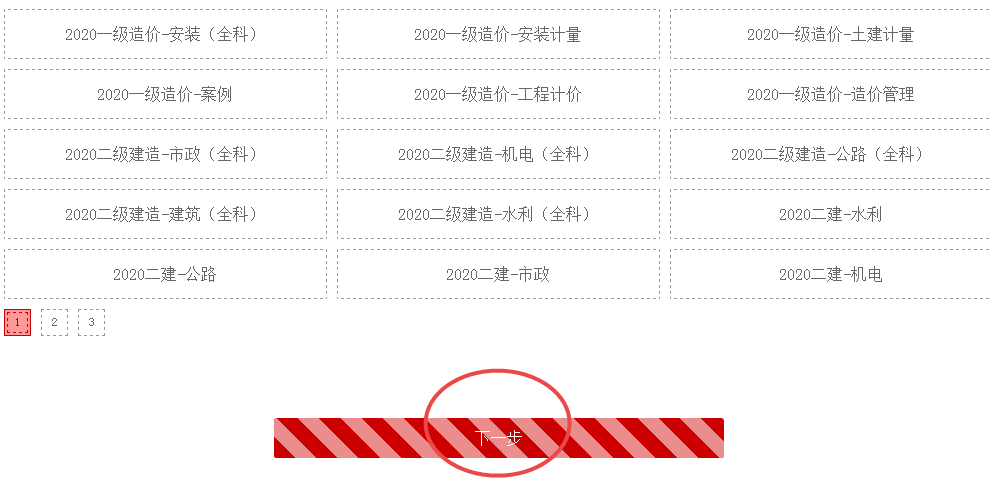 2020一级造价-安装（全科） 2020一级造价-安装计量 2020一级造价-土建计量
2020一级造价-案例 2020一级造价-工程计价 2020一级造价-造价管理
2020二级建造-市政（全科） 2020二级建造-机电（全科） 2020二级建造-公路（全科）
2020二级建造-建筑（全科） 2020二级建造-水利（全科） 2020二建-水利
2020二建-公路 2020二建-市政 2020二建-机电
1 2 3
下一步